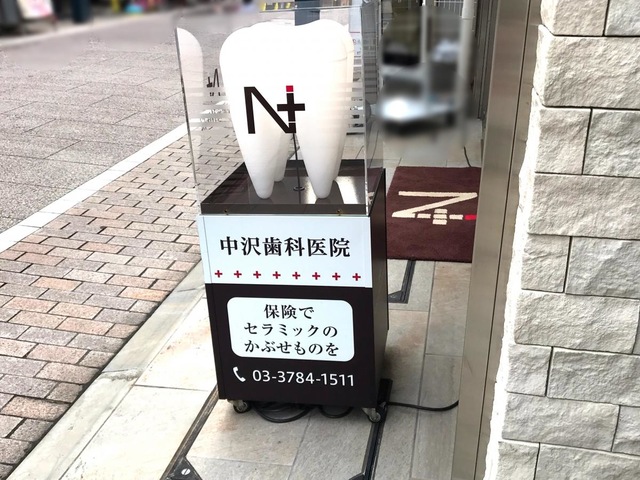 N+
中沢歯科医院
保険で
セラミックの
かぶせものを
03-3784-1511